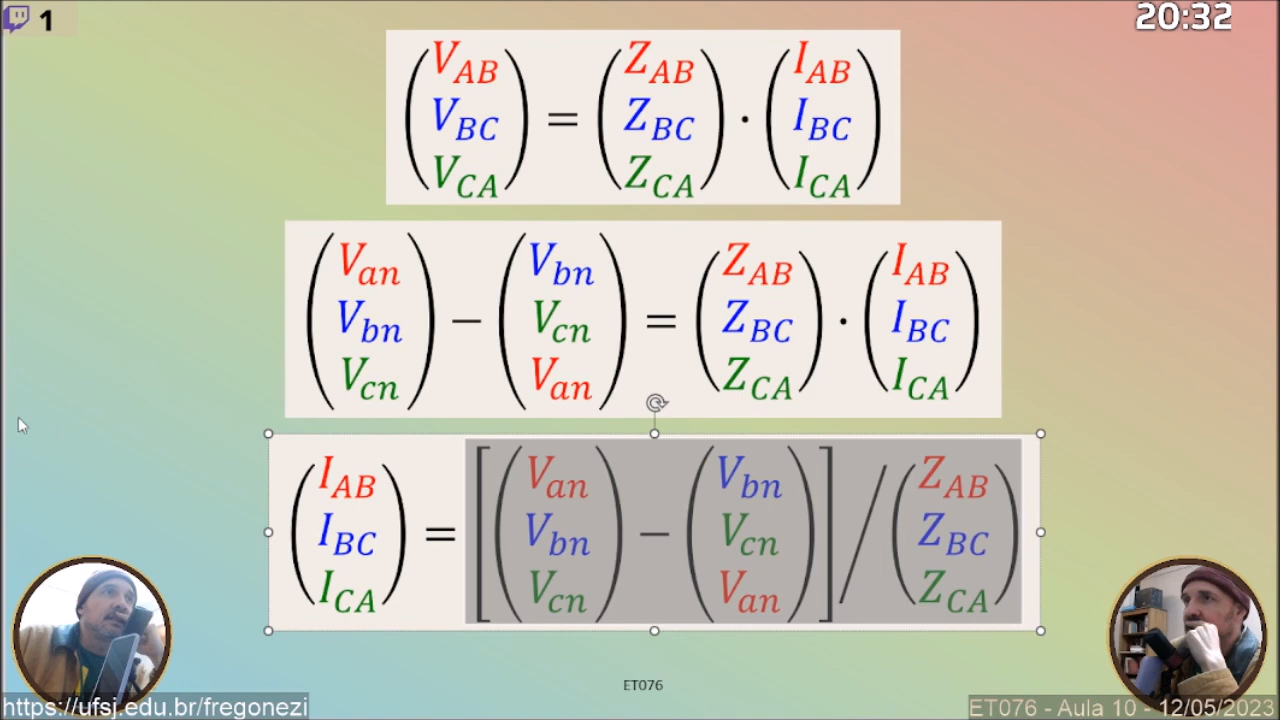 1
20:32
(V_AB V_BC V_CA) = (Z_AB Z_BC Z_CA) · (I_AB I_BC I_CA)
(V_an V_bn V_cn) − (V_bn V_cn V_an) = (Z_AB Z_BC Z_CA) · (I_AB I_BC I_CA)
(I_AB I_BC I_CA) = [(V_an V_bn V_cn) − (V_bn V_cn V_an)] / (Z_AB Z_BC Z_CA)
ET076
https://ufsj.edu.br/fregonezi
ET076 - Aula 10 - 12/05/2023